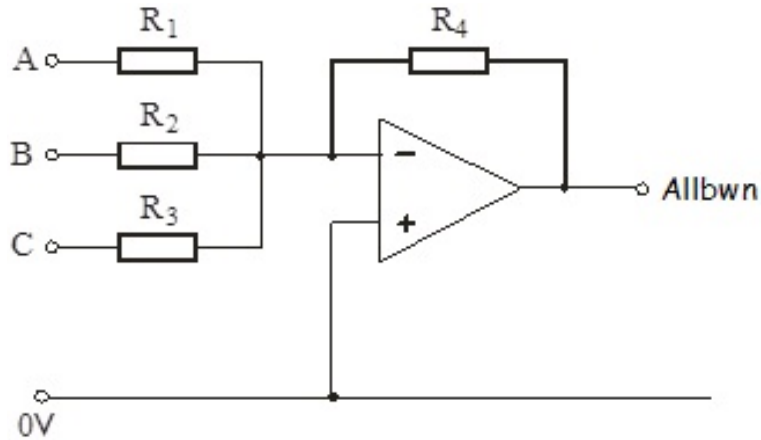 R₁
A
R₄
R₂
B
−
Allbwn
R₃
+
C
0V